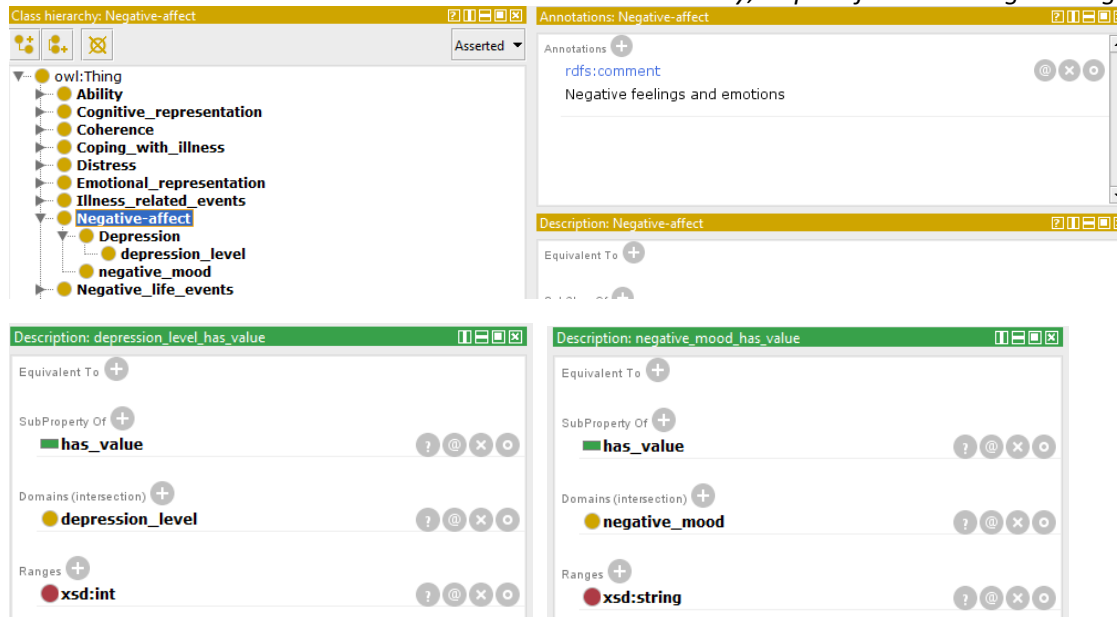 Class hierarchy: Negative-affect
Asserted
owl:Thing
Ability
Cognitive_representation
Coherence
Coping_with_illness
Distress
Emotional_representation
Illness_related_events
Negative-affect
Depression
depression_level
negative_mood
Negative_life_events
Annotations: Negative-affect
Annotations
rdfs:comment
Negative feelings and emotions
Description: Negative-affect
Equivalent To
Description: depression_level_has_value
Equivalent To
SubProperty Of
has_value
Domains (intersection)
depression_level
Ranges
xsd:int
Description: negative_mood_has_value
Equivalent To
SubProperty Of
has_value
Domains (intersection)
negative_mood
Ranges
xsd:string